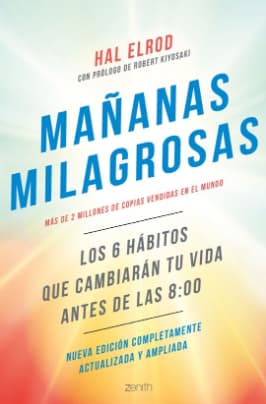 HAL ELROD
CON PRÓLOGO DE ROBERT KIYOSAKI
MAÑANAS
MILAGROSAS
MÁS DE 2 MILLONES DE COPIAS VENDIDAS EN EL MUNDO
LOS 6 HÁBITOS
QUE CAMBIARÁN TU VIDA
ANTES DE LAS 8:00
NUEVA EDICIÓN COMPLETAMENTE
ACTUALIZADA Y AMPLIADA
zenith